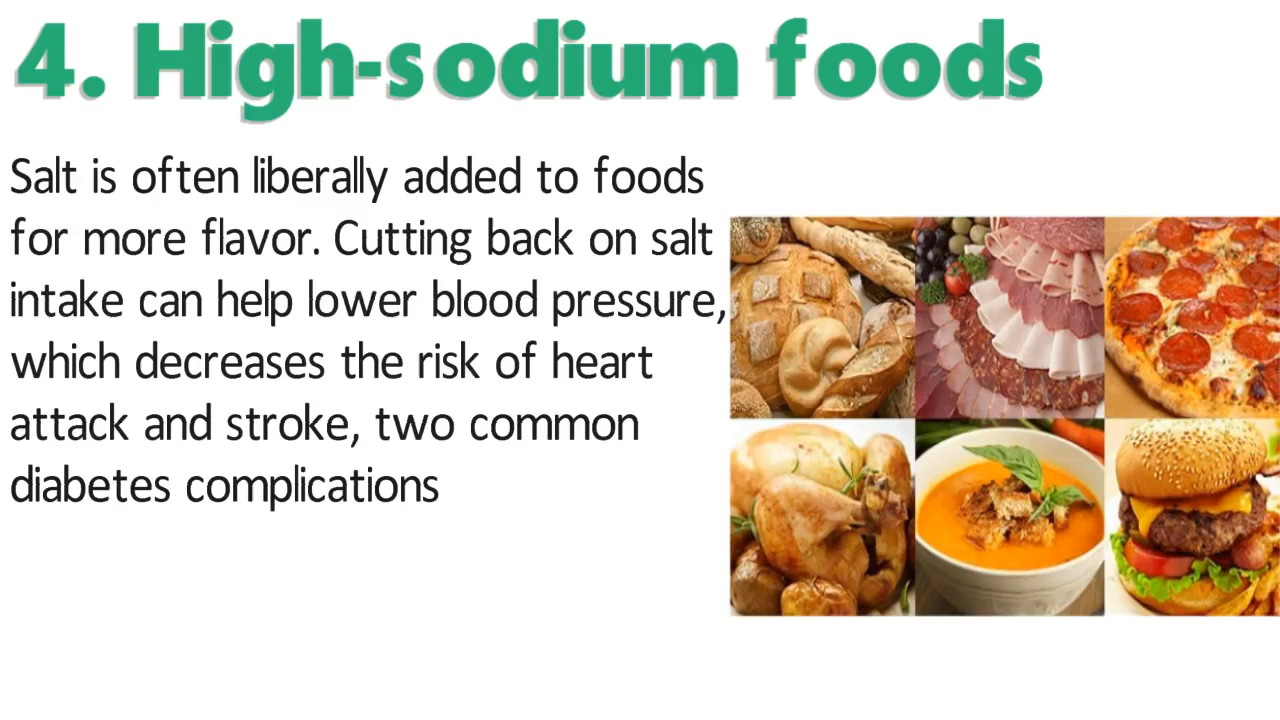 4. High-sodium foods
Salt is often liberally added to foods
for more flavor. Cutting back on salt
intake can help lower blood pressure,
which decreases the risk of heart
attack and stroke, two common
diabetes complications